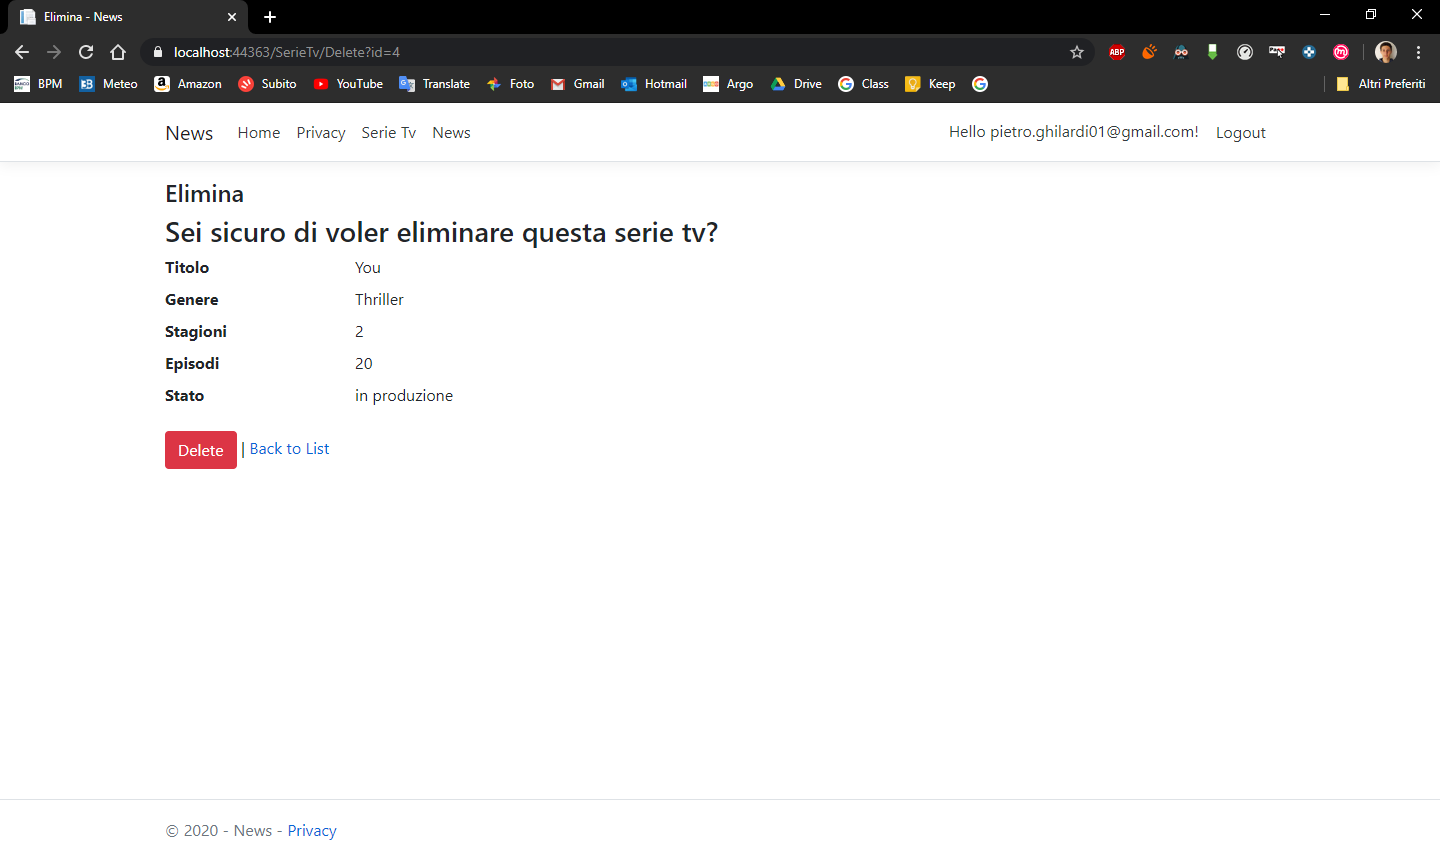 Elimina - News
localhost:44363/SerieTv/Delete?id=4
ABP
BPM Meteo Amazon Subito YouTube Translate Foto Gmail Hotmail Argo Drive Class Keep Altri Preferiti
News Home Privacy Serie Tv News Hello pietro.ghilardi01@gmail.com! Logout
Elimina
Sei sicuro di voler eliminare questa serie tv?
Titolo You
Genere Thriller
Stagioni 2
Episodi 20
Stato in produzione
Delete | Back to List
© 2020 - News - Privacy